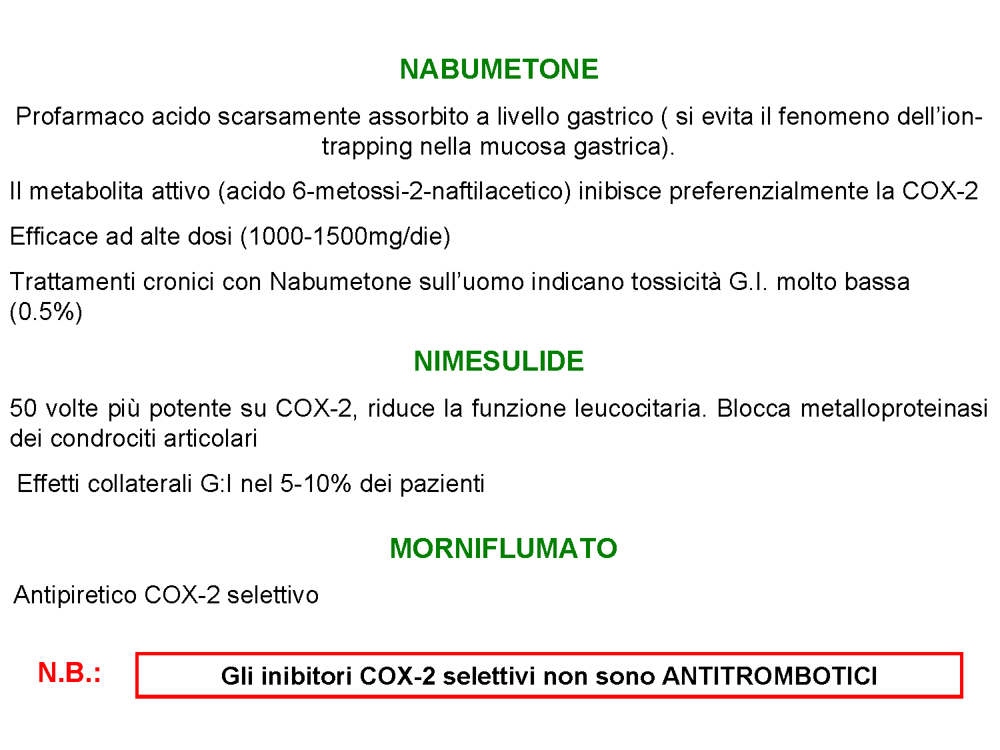 NABUMETONE
Profarmaco acido scarsamente assorbito a livello gastrico ( si evita il fenomeno dell’ion-
trapping nella mucosa gastrica).
Il metabolita attivo (acido 6-metossi-2-naftilacetico) inibisce preferenzialmente la COX-2
Efficace ad alte dosi (1000-1500mg/die)
Trattamenti cronici con Nabumetone sull’uomo indicano tossicità G.I. molto bassa
(0.5%)
NIMESULIDE
50 volte più potente su COX-2, riduce la funzione leucocitaria. Blocca metalloproteinasi
dei condrociti articolari
Effetti collaterali G:I nel 5-10% dei pazienti
MORNIFLUMATO
Antipiretico COX-2 selettivo
N.B.: Gli inibitori COX-2 selettivi non sono ANTITROMBOTICI